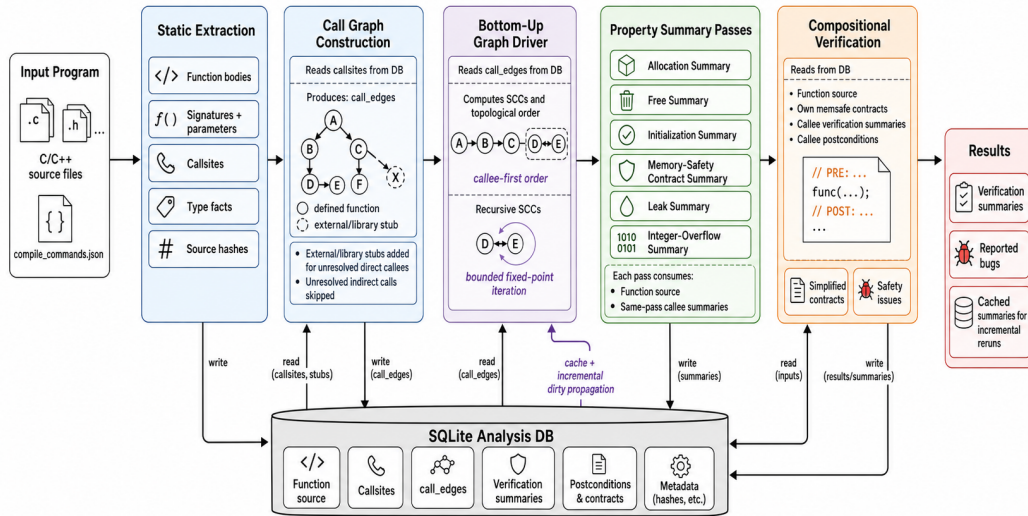 Input Program
.c
.h
...
C/C++
source files
{ }
compile_commands.json
Static Extraction
</>
Function bodies
f()
Signatures +
parameters
Callsites
Type facts
#
Source hashes
Call Graph
Construction
Reads callsites from DB
Produces: call_edges
A
B
C
D
E
F
X
defined function
external/library stub
• External/library stubs added
for unresolved direct callees
• Unresolved indirect calls
skipped
Bottom-Up
Graph Driver
Reads call_edges from DB
Computes SCCs and
topological order
A
B
C
D
E
callee-first order
Recursive SCCs
D
E
bounded fixed-point
iteration
Property Summary Passes
Allocation Summary
Free Summary
Initialization Summary
Memory-Safety
Contract Summary
Leak Summary
1010
0101
Integer-Overflow
Summary
Each pass consumes:
• Function source
• Same-pass callee summaries
Compositional
Verification
Reads from DB
• Function source
• Own memsafe contracts
• Callee verification summaries
• Callee postconditions
// PRE: ...
func(...);
// POST: ...
...
Simplified
contracts
Safety
issues
Results
Verification
summaries
Reported
bugs
Cached
summaries for
incremental
reruns
write
read
(callsites, stubs)
write
(call_edges)
read
(call_edges)
cache +
incremental
dirty propagation
write
(summaries)
read
(inputs)
write
(results/summaries)
SQLite Analysis DB
</>
Function
source
Callsites
call_edges
Verification
summaries
Postconditions
& contracts
Metadata
(hashes, etc.)